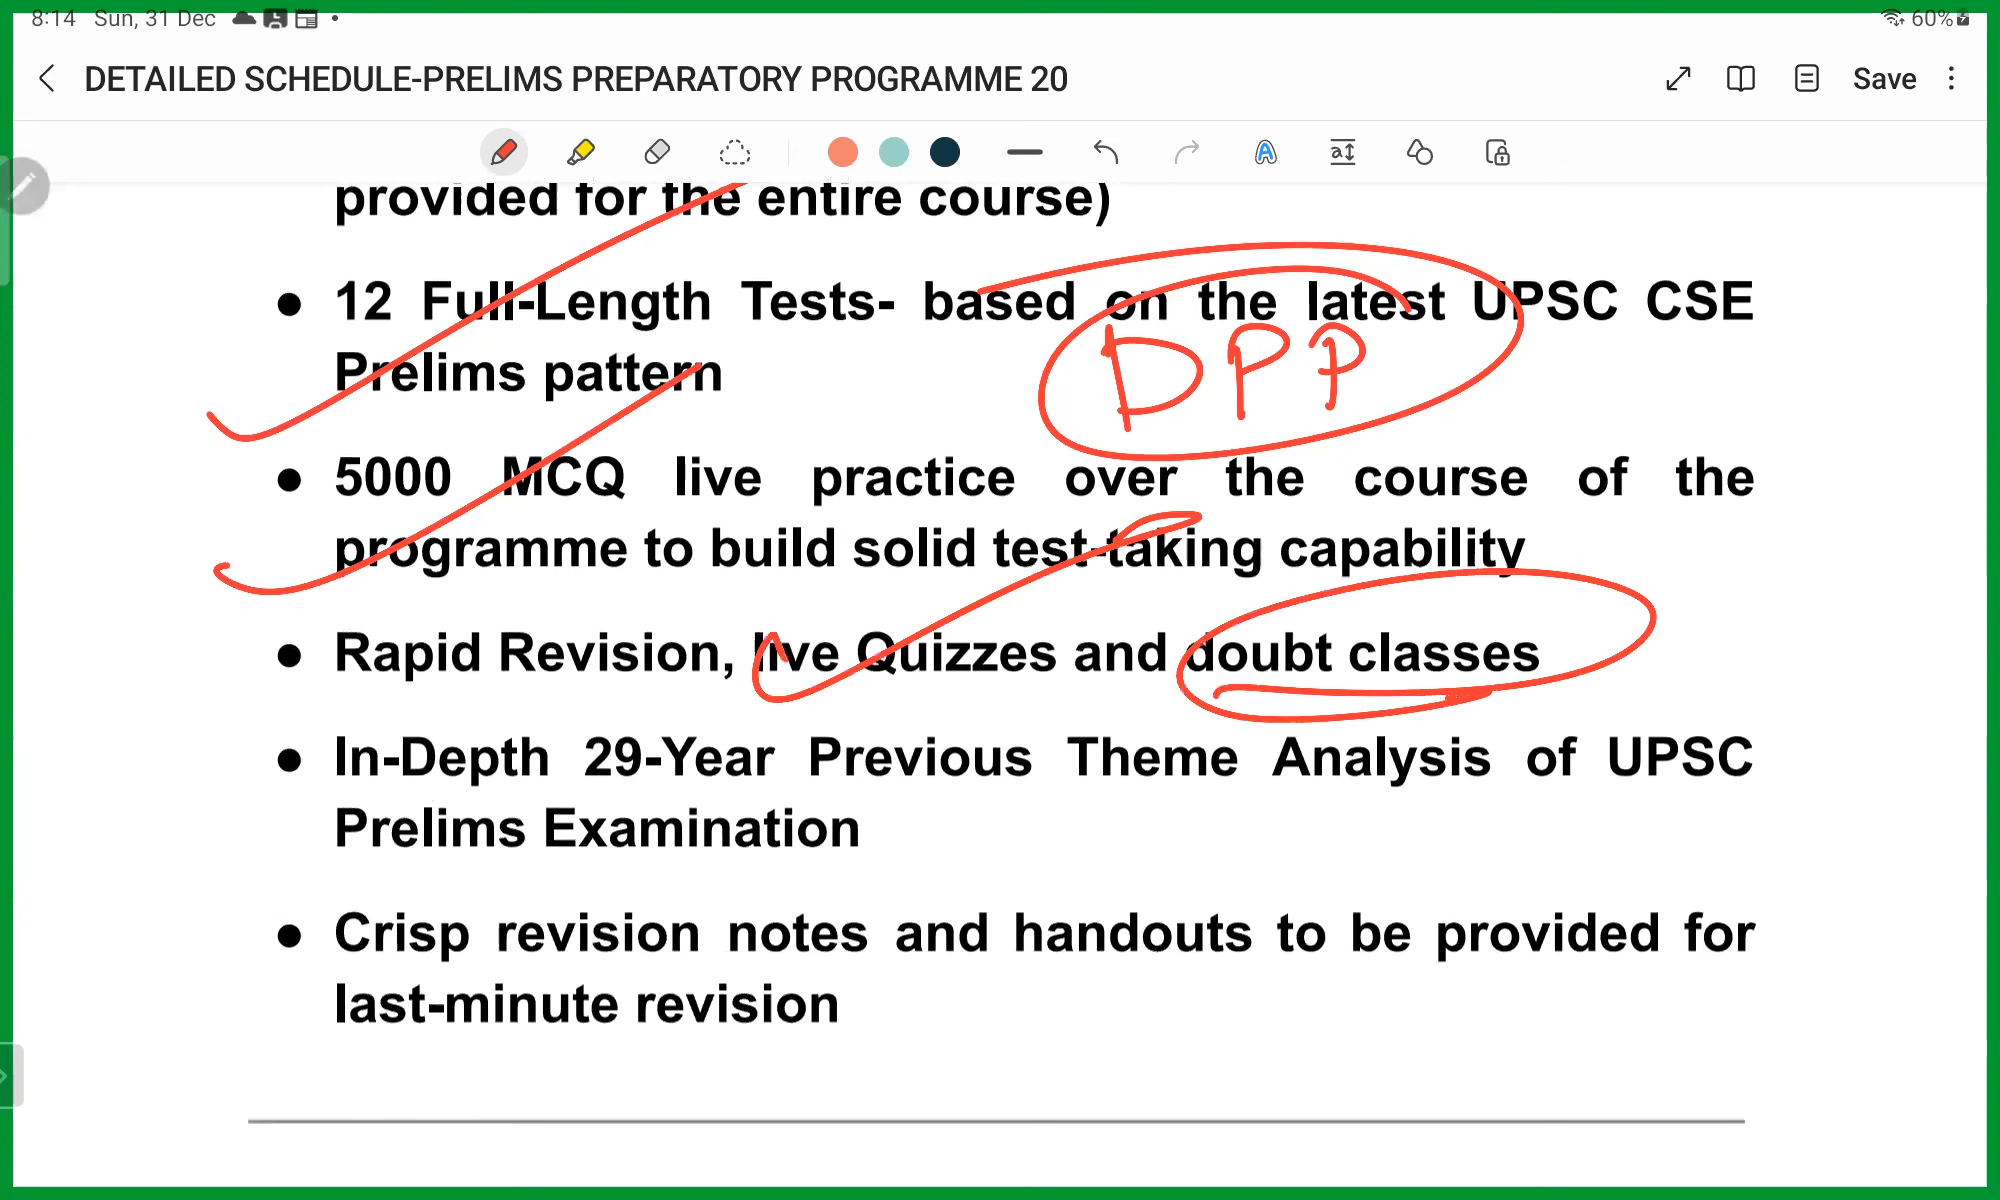 8:14 Sun, 31 Dec 60%
DETAILED SCHEDULE-PRELIMS PREPARATORY PROGRAMME 20 Save
provided for the entire course)
● 12 Full-Length Tests- based on the latest UPSC CSE
Prelims pattern
DPP
● 5000 MCQ live practice over the course of the
programme to build solid test-taking capability
● Rapid Revision, live Quizzes and doubt classes
● In-Depth 29-Year Previous Theme Analysis of UPSC
Prelims Examination
● Crisp revision notes and handouts to be provided for
last-minute revision